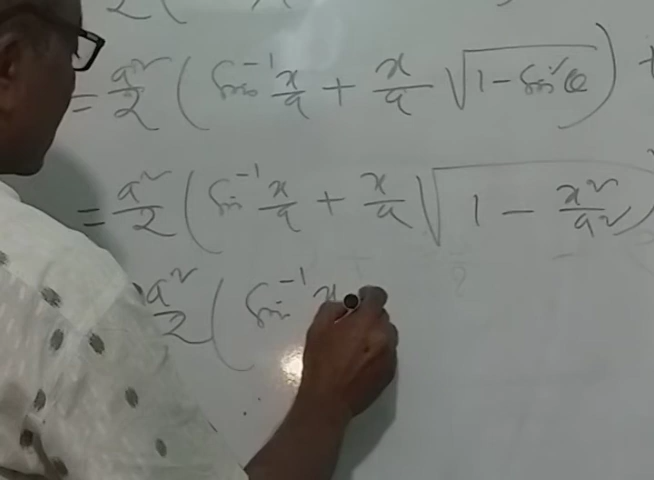 = a²/2 ( sin⁻¹ x/a + x/a √(1 - sin²θ) ) +
= a²/2 ( sin⁻¹ x/a + x/a √(1 - x²/a²) )
a²/2 ( sin⁻¹ x